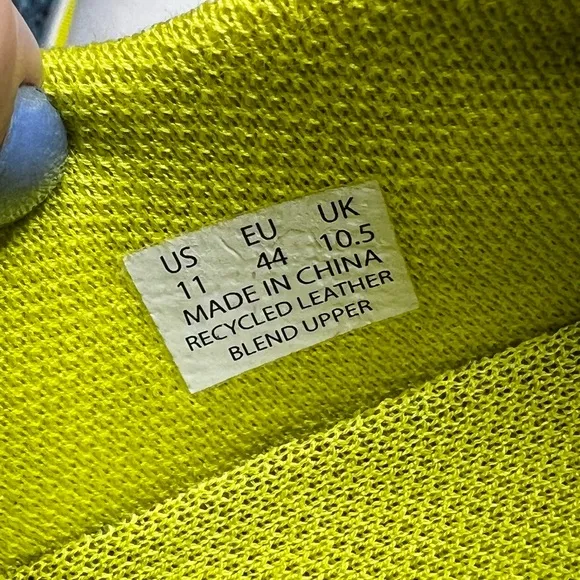 US EU UK
11 44 10.5
MADE IN CHINA
RECYCLED LEATHER
BLEND UPPER